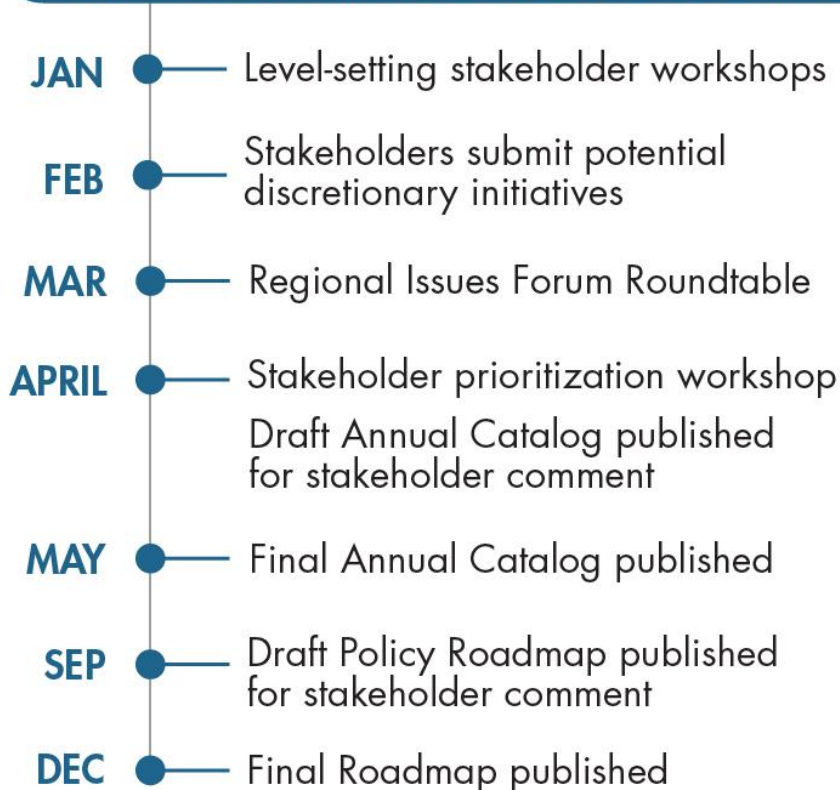 JAN
Level-setting stakeholder workshops
FEB
Stakeholders submit potential
discretionary initiatives
MAR
Regional Issues Forum Roundtable
APRIL
Stakeholder prioritization workshop
Draft Annual Catalog published
for stakeholder comment
MAY
Final Annual Catalog published
SEP
Draft Policy Roadmap published
for stakeholder comment
DEC
Final Roadmap published